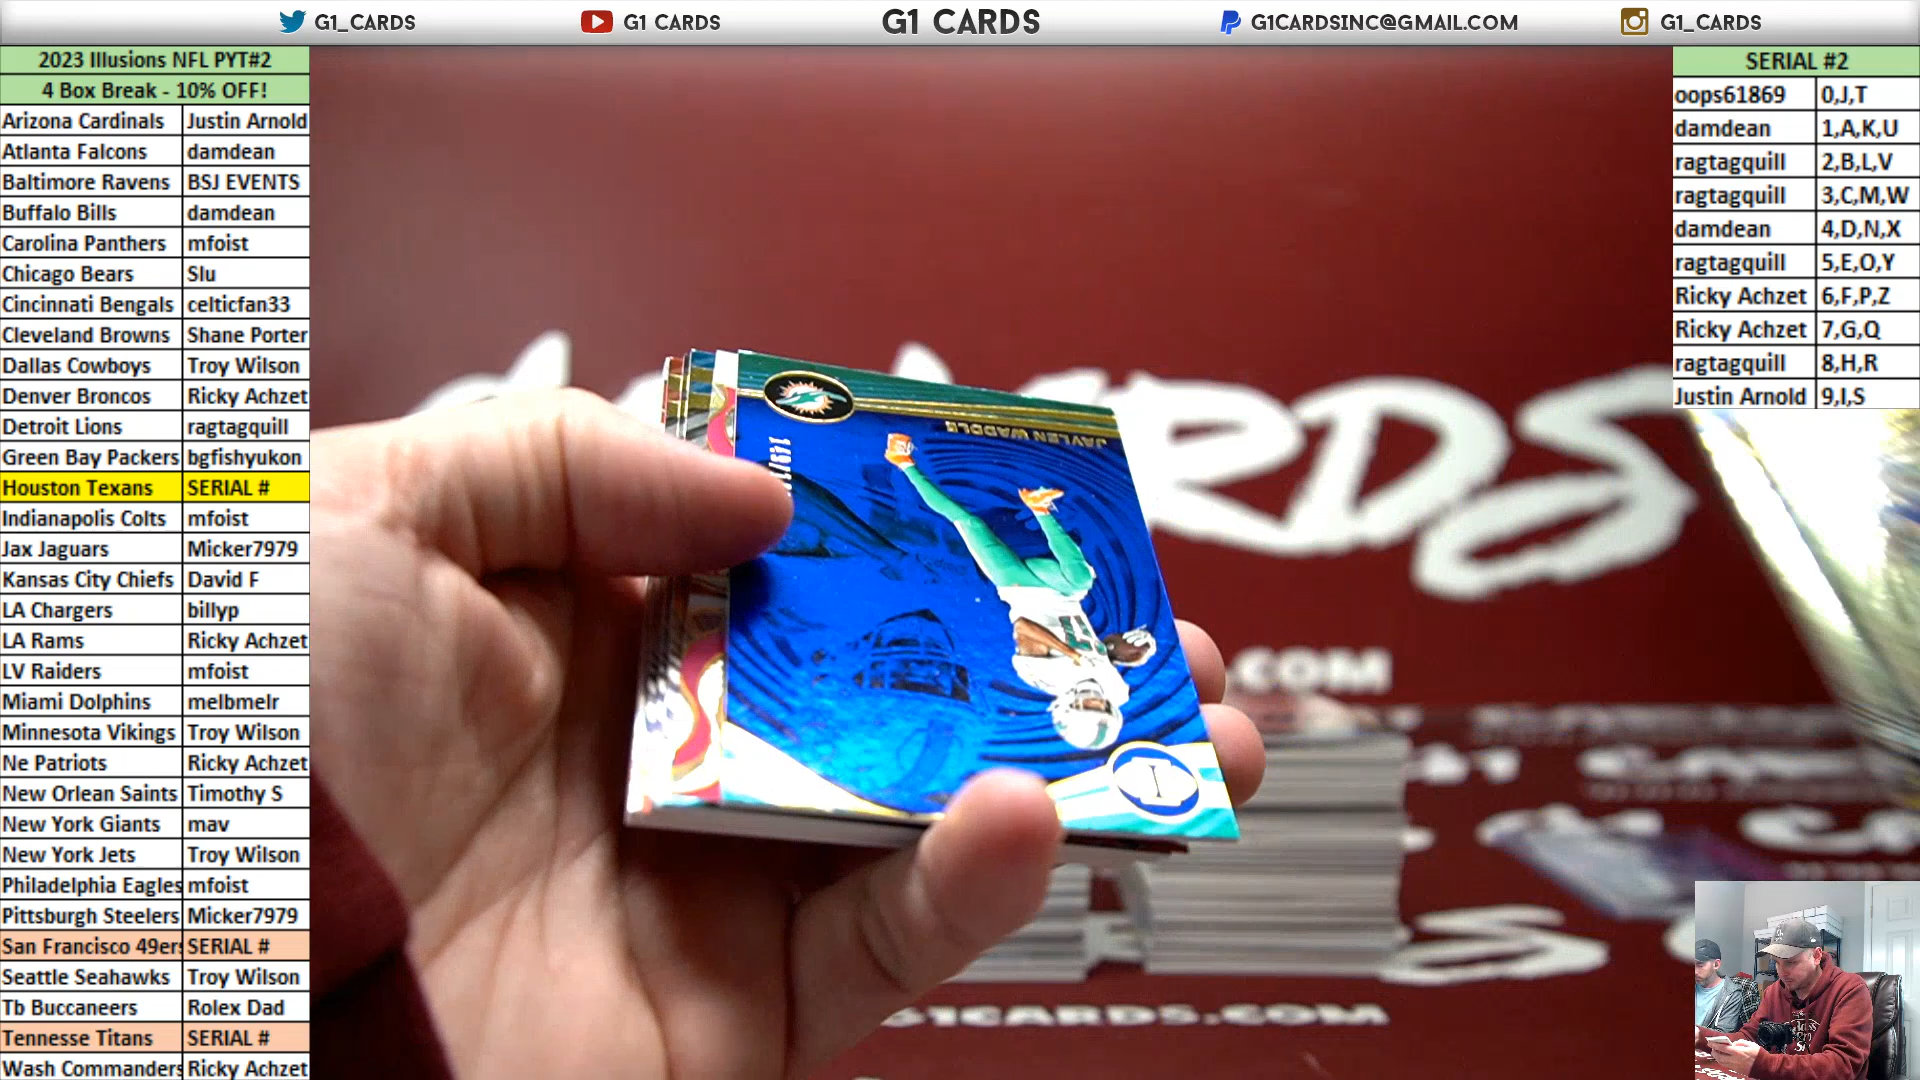 G1_CARDS G1 CARDS G1 CARDS G1CARDSINC@GMAIL.COM G1_CARDS
2023 Illusions NFL PYT#2
4 Box Break - 10% OFF!
Arizona Cardinals Justin Arnold
Atlanta Falcons damdean
Baltimore Ravens BSJ EVENTS
Buffalo Bills damdean
Carolina Panthers mfoist
Chicago Bears Slu
Cincinnati Bengals celticfan33
Cleveland Browns Shane Porter
Dallas Cowboys Troy Wilson
Denver Broncos Ricky Achzet
Detroit Lions ragtagquill
Green Bay Packers bgfishyukon
Houston Texans SERIAL #
Indianapolis Colts mfoist
Jax Jaguars Micker7979
Kansas City Chiefs David F
LA Chargers billyp
LA Rams Ricky Achzet
LV Raiders mfoist
Miami Dolphins melbmelr
Minnesota Vikings Troy Wilson
Ne Patriots Ricky Achzet
New Orlean Saints Timothy S
New York Giants mav
New York Jets Troy Wilson
Philadelphia Eagles mfoist
Pittsburgh Steelers Micker7979
San Francisco 49ers SERIAL #
Seattle Seahawks Troy Wilson
Tb Buccaneers Rolex Dad
Tennesse Titans SERIAL #
Wash Commanders Ricky Achzet
SERIAL #2
oops61869 0,J,T
damdean 1,A,K,U
ragtagquill 2,B,L,V
ragtagquill 3,C,M,W
damdean 4,D,N,X
ragtagquill 5,E,O,Y
Ricky Achzet 6,F,P,Z
Ricky Achzet 7,G,Q
ragtagquill 8,H,R
Justin Arnold 9,I,S
JAYLEN WADDLE
I
.COM
G1CARDS.COM